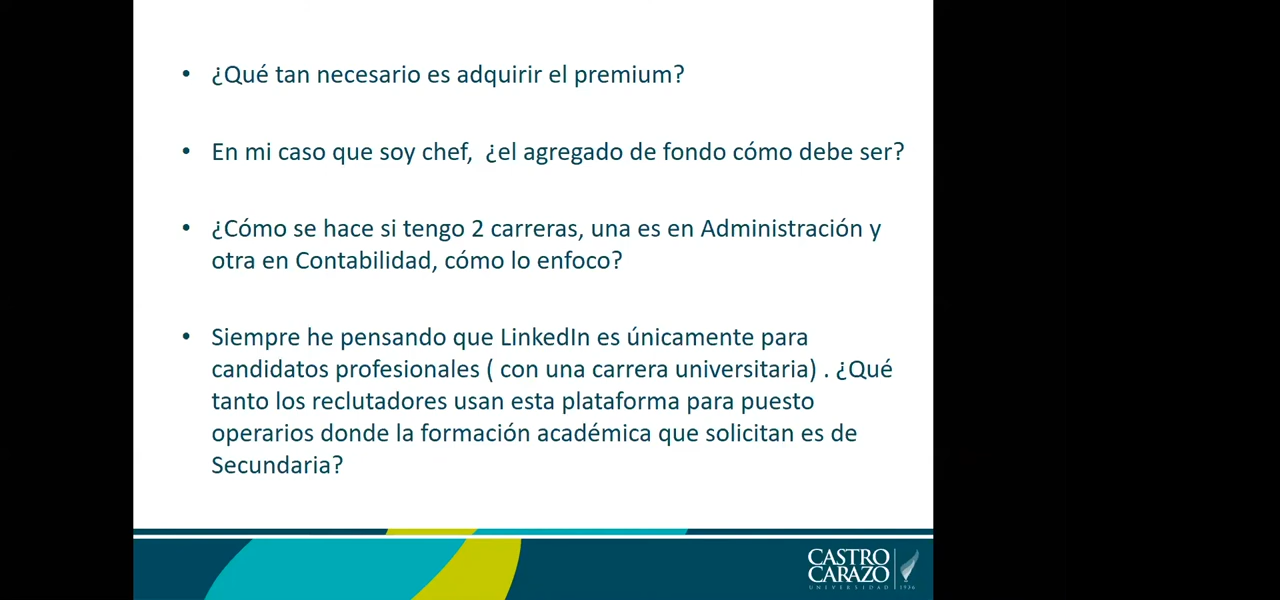 • ¿Qué tan necesario es adquirir el premium?
• En mi caso que soy chef, ¿el agregado de fondo cómo debe ser?
• ¿Cómo se hace si tengo 2 carreras, una es en Administración y
otra en Contabilidad, cómo lo enfoco?
• Siempre he pensando que LinkedIn es únicamente para
candidatos profesionales ( con una carrera universitaria) . ¿Qué
tanto los reclutadores usan esta plataforma para puesto
operarios donde la formación académica que solicitan es de
Secundaria?
CASTRO
CARAZO
UNIVERSIDAD 1936